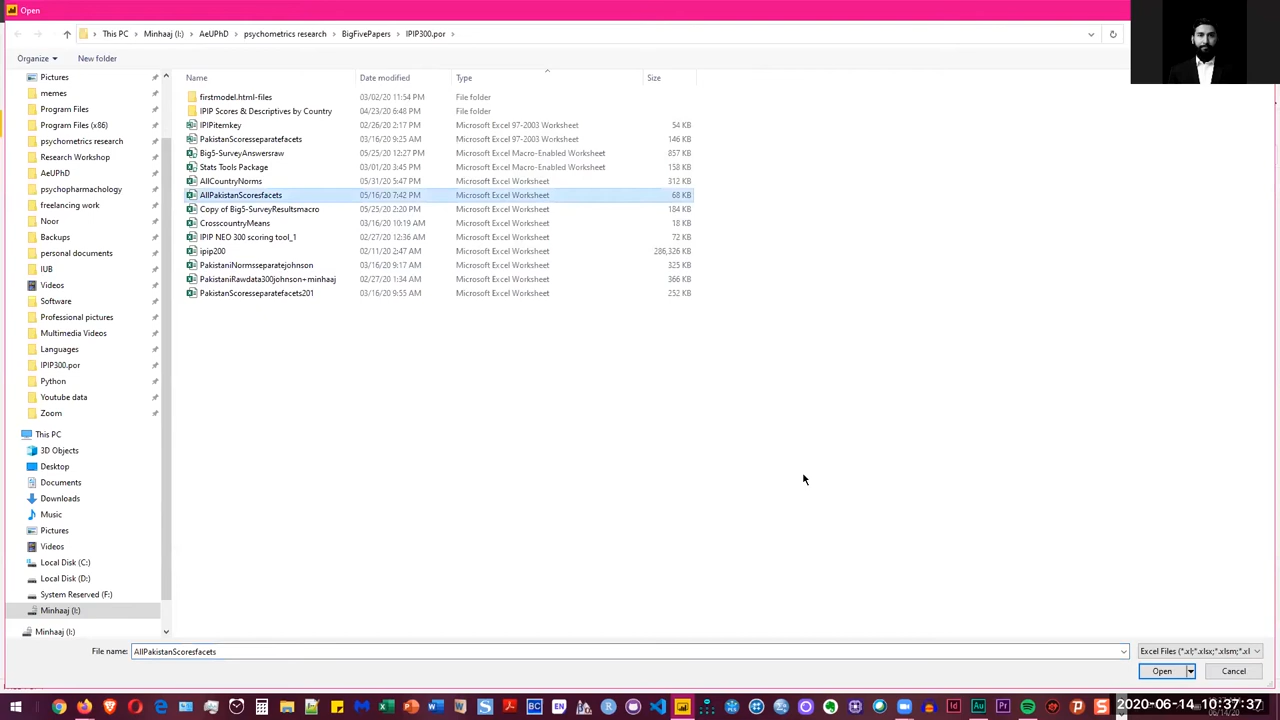 Open
This PC > Minhaaj (I:) > AeUPhD > psychometrics research > BigFivePapers > IPIP300.por >
Organize
New folder
Name Date modified Type Size
firstmodel.html-files 03/02/20 11:54 PM File folder
IPIP Scores & Descriptives by Country 04/23/20 6:48 PM File folder
IPIPitemkey 02/26/20 2:17 PM Microsoft Excel 97-2003 Worksheet 54 KB
PakistanScoresseparatefacets 03/16/20 9:25 AM Microsoft Excel 97-2003 Worksheet 146 KB
Big5-SurveyAnswersraw 05/25/20 12:27 PM Microsoft Excel Macro-Enabled Worksheet 857 KB
Stats Tools Package 03/01/20 3:45 PM Microsoft Excel Macro-Enabled Worksheet 158 KB
AllCountryNorms 05/31/20 5:47 PM Microsoft Excel Worksheet 312 KB
AllPakistanScoresfacets 05/16/20 7:42 PM Microsoft Excel Worksheet 68 KB
Copy of Big5-SurveyResultsmacro 05/25/20 2:20 PM Microsoft Excel Worksheet 184 KB
CrosscountryMeans 03/16/20 10:19 AM Microsoft Excel Worksheet 18 KB
IPIP NEO 300 scoring tool_1 02/27/20 12:36 AM Microsoft Excel Worksheet 72 KB
ipip200 02/11/20 2:47 AM Microsoft Excel Worksheet 286,326 KB
PakistaniNormsseparatejohnson 03/16/20 9:17 AM Microsoft Excel Worksheet 325 KB
PakistaniRawdata300johnson+minhaaj 02/27/20 1:34 AM Microsoft Excel Worksheet 366 KB
PakistanScoresseparatefacets201 03/16/20 9:55 AM Microsoft Excel Worksheet 252 KB
Pictures
memes
Program Files
Program Files (x86)
psychometrics research
Research Workshop
AeUPhD
psychopharmachology
freelancing work
Noor
Backups
personal documents
IUB
Videos
Software
Professional pictures
Multimedia Videos
Languages
IPIP300.por
Python
Youtube data
Zoom
This PC
3D Objects
Desktop
Documents
Downloads
Music
Pictures
Videos
Local Disk (C:)
Local Disk (D:)
System Reserved (F:)
Minhaaj (I:)
Minhaaj (I:)
File name: AllPakistanScoresfacets
Excel Files (*.xl;*.xlsx;*.xlsm;*.xl
Open
Cancel
2020-06-14 10:37:37